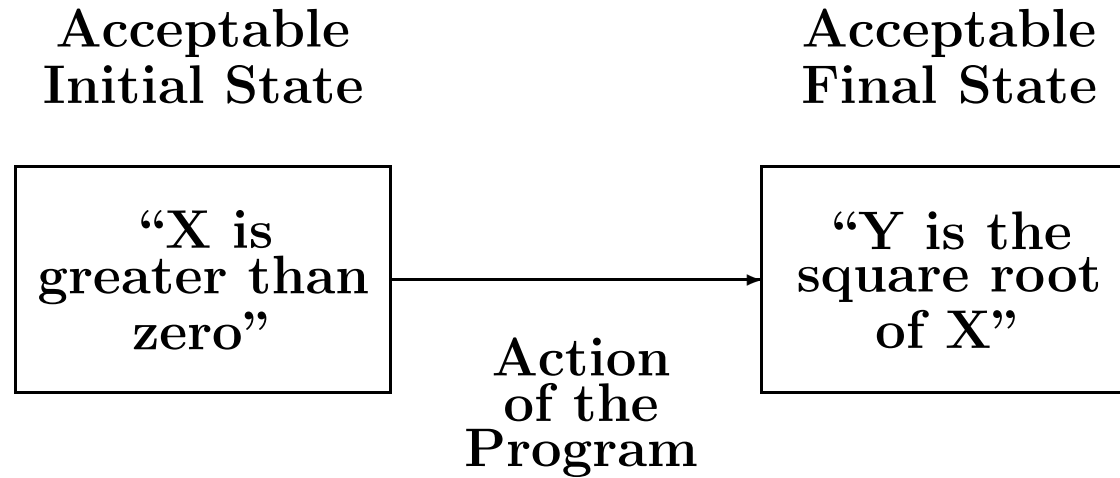 Acceptable
Initial State
Acceptable
Final State
“X is
greater than
zero”
“Y is the
square root
of X”
Action
of the
Program